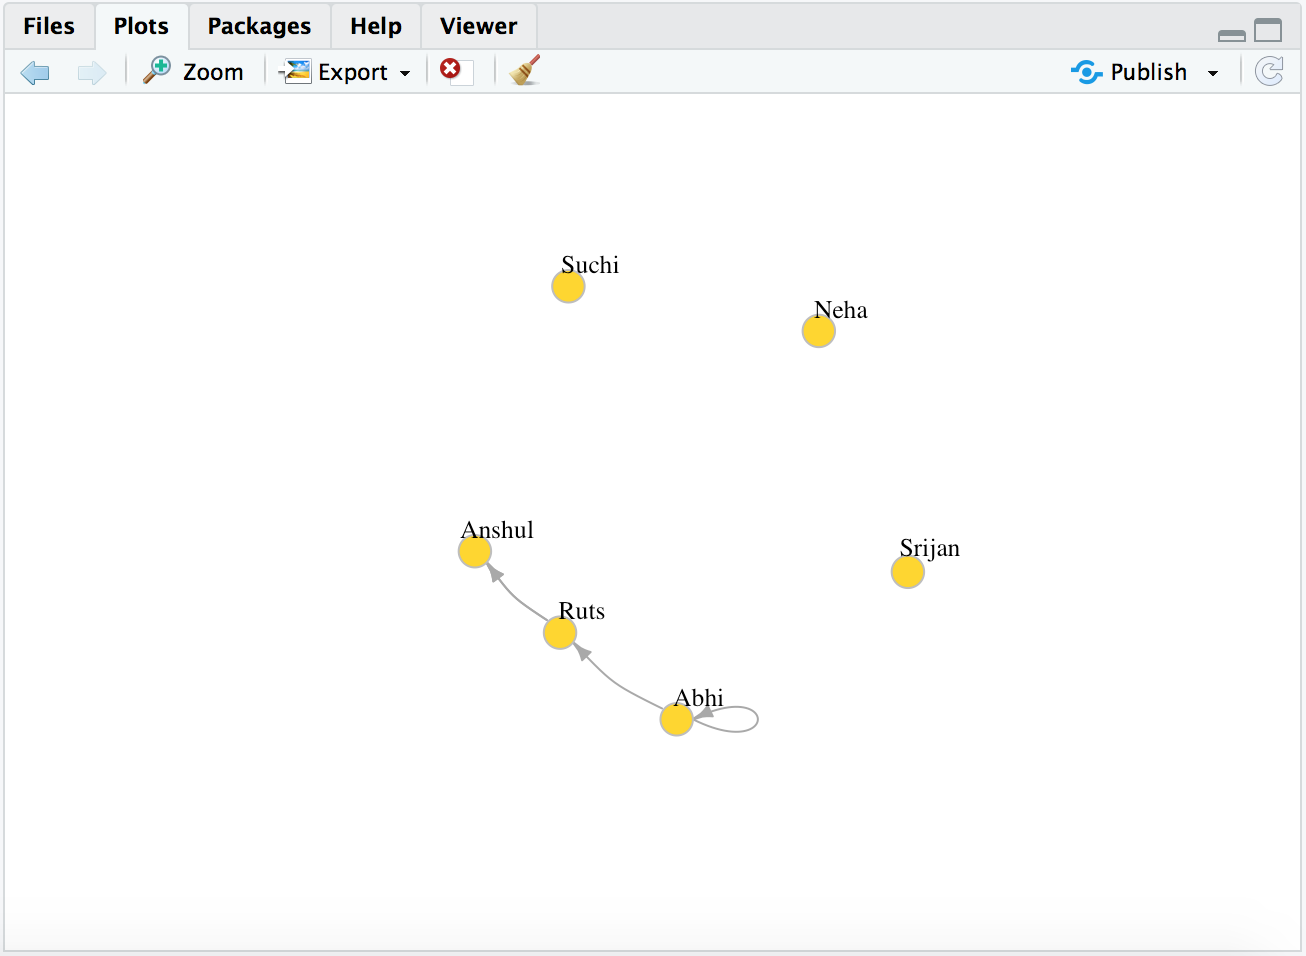 Files Plots Packages Help Viewer
Zoom Export Publish
Suchi
Neha
Anshul
Srijan
Ruts
Abhi